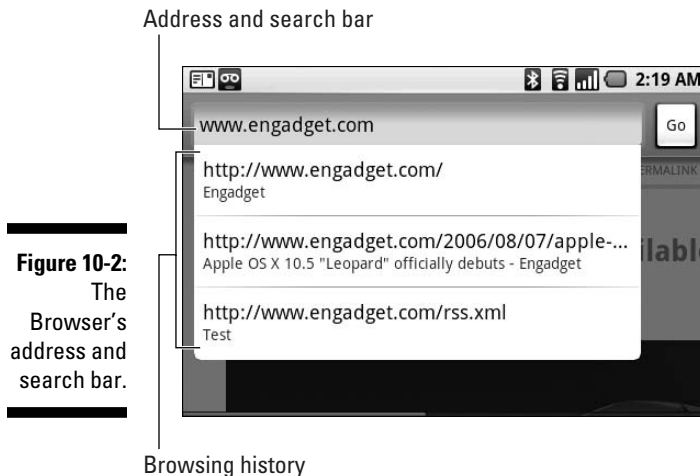 Address and search bar
2:19 AM
www.engadget.com
Go
http://www.engadget.com/
Engadget
ERMALINK
http://www.engadget.com/2006/08/07/apple-...
Apple OS X 10.5 "Leopard" officially debuts - Engadget
ilabl
http://www.engadget.com/rss.xml
Test
Figure 10-2:
The
Browser's
address and
search bar.
Browsing history